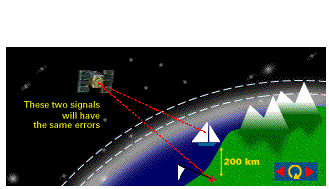 These two signals
will have
the same errors
200 km